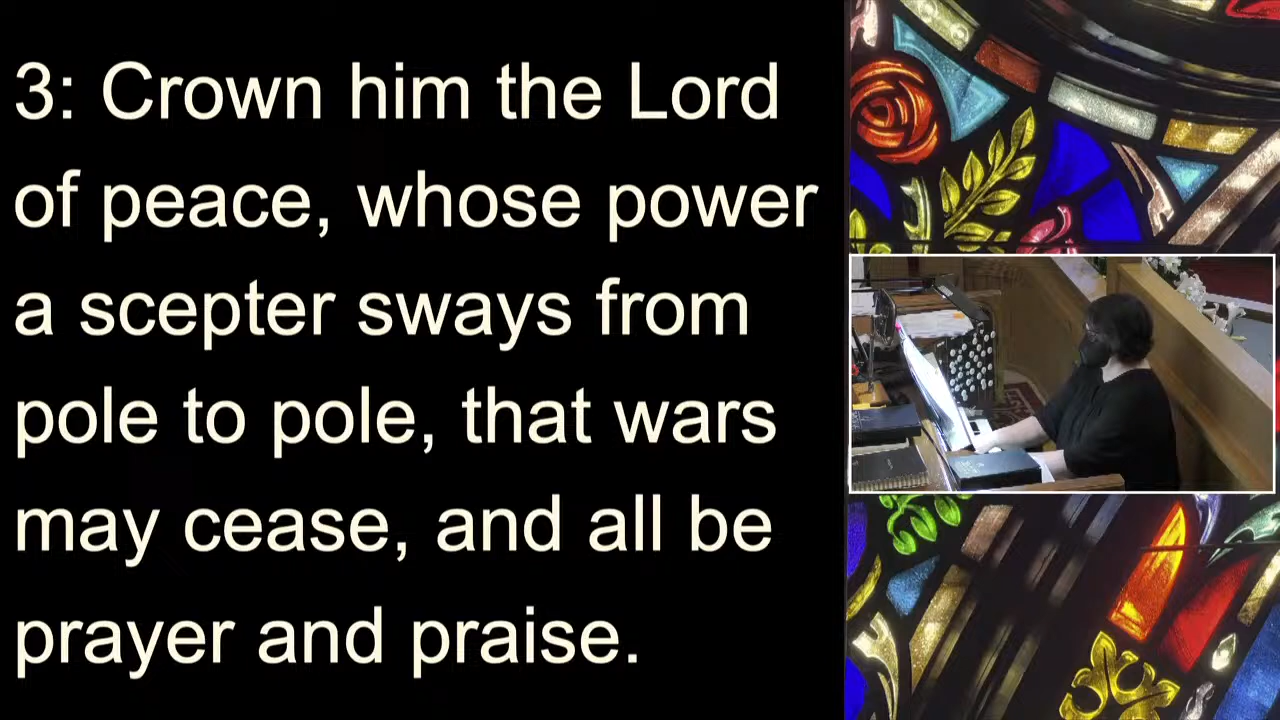 3: Crown him the Lord
of peace, whose power
a scepter sways from
pole to pole, that wars
may cease, and all be
prayer and praise.